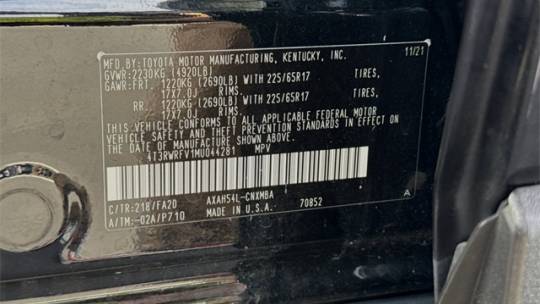 MFD.BY:TOYOTA MOTOR MANUFACTURING, KENTUCKY, INC. 11/21
GVWR:2230KG (4920LB)
GAWR:FRT. 1220KG (2690LB) WITH 225/65R17 TIRES,
17X7.0J RIMS
RR. 1220KG (2690LB) WITH 225/65R17 TIRES,
17X7.0J RIMS
THIS VEHICLE CONFORMS TO ALL APPLICABLE FEDERAL MOTOR
VEHICLE SAFETY AND THEFT PREVENTION STANDARDS IN EFFECT ON
THE DATE OF MANUFACTURE SHOWN ABOVE.
4T3RWRFV1MU044281 MPV
C/TR:218/FA20 AXAH54L-CNXMBA A
A/TM:-02A/P710 MADE IN U.S.A. 70852